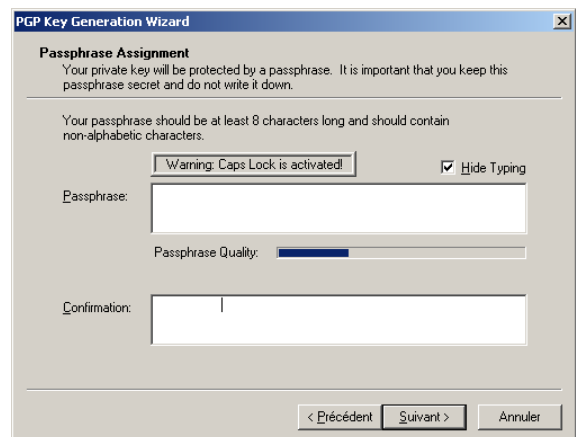 PGP Key Generation Wizard
Passphrase Assignment
Your private key will be protected by a passphrase. It is important that you keep this
passphrase secret and do not write it down.
Your passphrase should be at least 8 characters long and should contain
non-alphabetic characters.
Warning: Caps Lock is activated!
Hide Typing
Passphrase:
Passphrase Quality:
Confirmation:
< Précédent
Suivant >
Annuler